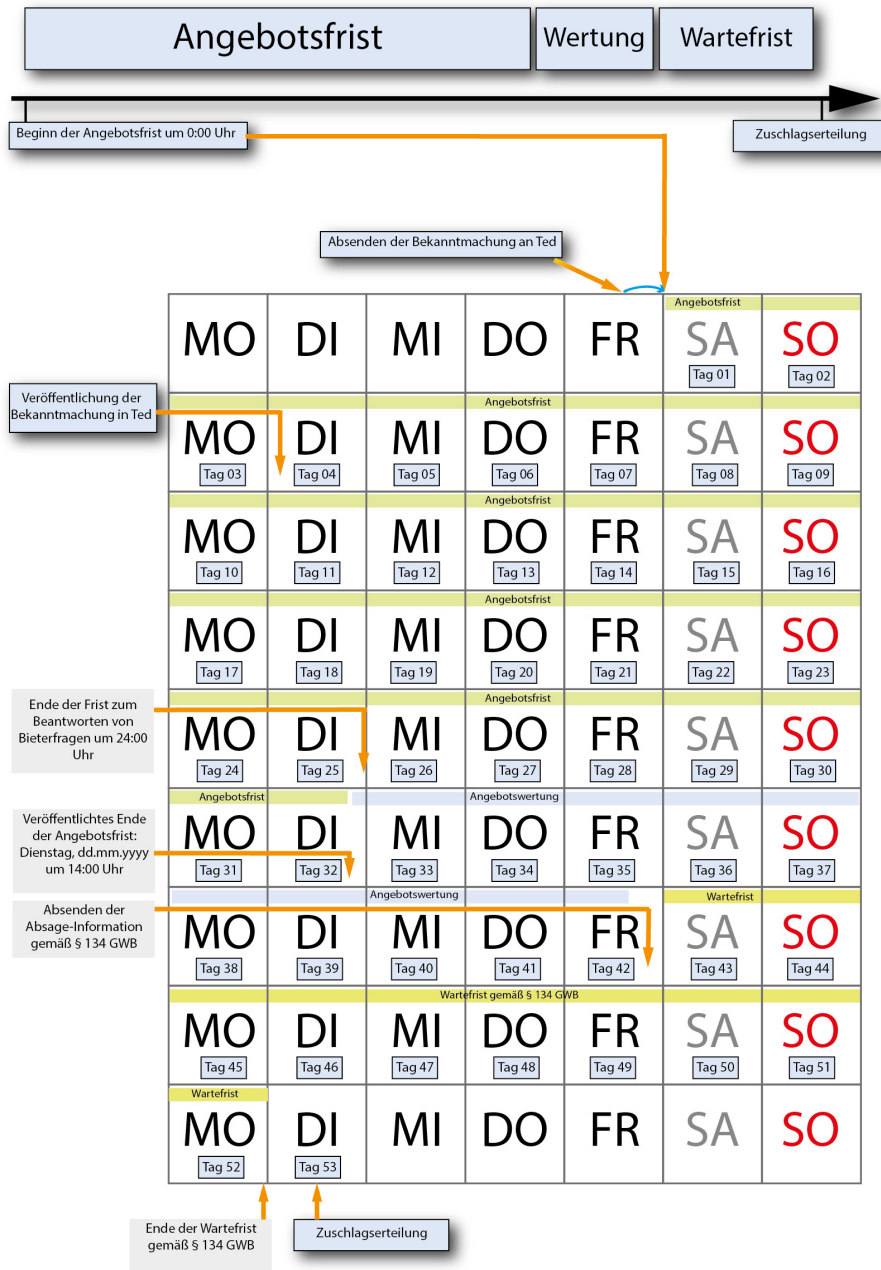 Angebotsfrist
Wertung
Wartefrist
Beginn der Angebotsfrist um 0:00 Uhr
Zuschlagserteilung
Absenden der Bekanntmachung an Ted
Angebotsfrist
MO DI MI DO FR SA SO
Tag 01 Tag 02
Veröffentlichung der
Bekanntmachung in Ted
Angebotsfrist
MO DI MI DO FR SA SO
Tag 03 Tag 04 Tag 05 Tag 06 Tag 07 Tag 08 Tag 09
Angebotsfrist
MO DI MI DO FR SA SO
Tag 10 Tag 11 Tag 12 Tag 13 Tag 14 Tag 15 Tag 16
Angebotsfrist
MO DI MI DO FR SA SO
Tag 17 Tag 18 Tag 19 Tag 20 Tag 21 Tag 22 Tag 23
Ende der Frist zum
Beantworten von
Bieterfragen um 24:00
Uhr
Angebotsfrist
MO DI MI DO FR SA SO
Tag 24 Tag 25 Tag 26 Tag 27 Tag 28 Tag 29 Tag 30
Veröffentlichtes Ende
der Angebotsfrist:
Dienstag, dd.mm.yyyy
um 14:00 Uhr
Angebotsfrist Angebotswertung
MO DI MI DO FR SA SO
Tag 31 Tag 32 Tag 33 Tag 34 Tag 35 Tag 36 Tag 37
Absenden der
Absage-Information
gemäß § 134 GWB
Angebotswertung Wartefrist
MO DI MI DO FR SA SO
Tag 38 Tag 39 Tag 40 Tag 41 Tag 42 Tag 43 Tag 44
Wartefrist gemäß § 134 GWB
MO DI MI DO FR SA SO
Tag 45 Tag 46 Tag 47 Tag 48 Tag 49 Tag 50 Tag 51
Wartefrist
MO DI MI DO FR SA SO
Tag 52 Tag 53
Ende der Wartefrist
gemäß § 134 GWB
Zuschlagserteilung